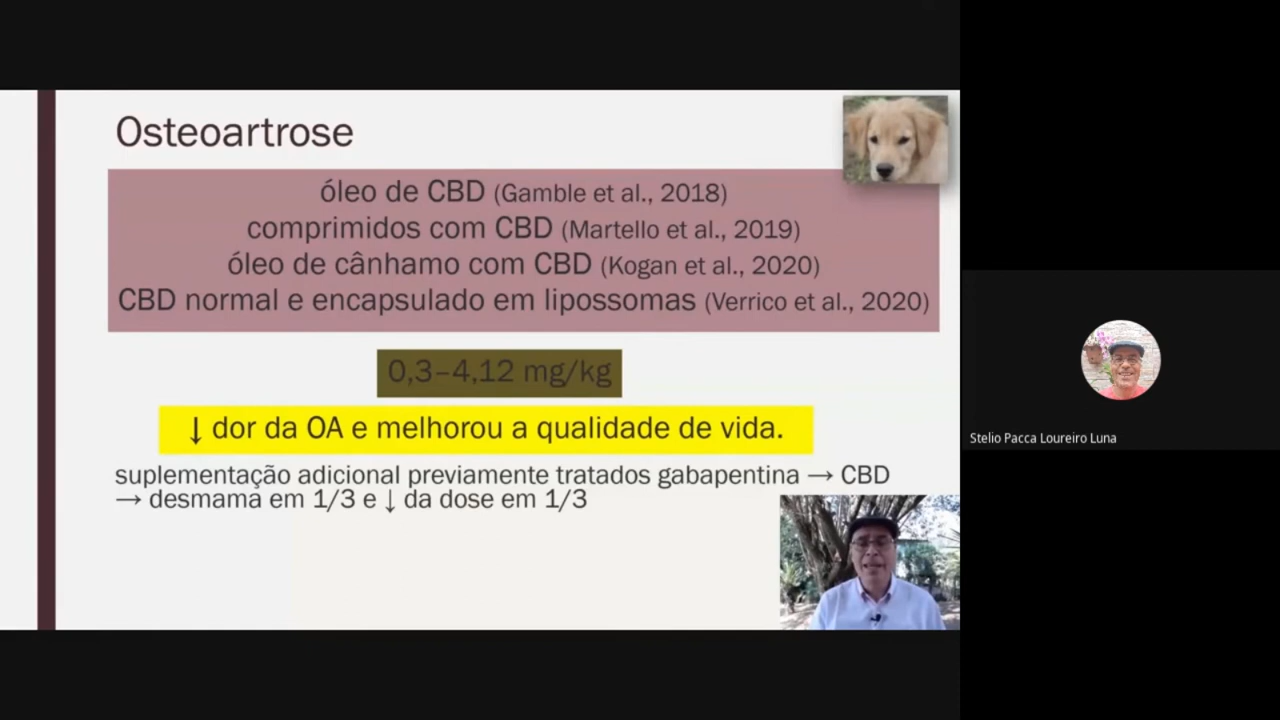 Osteoartrose
óleo de CBD (Gamble et al., 2018)
comprimidos com CBD (Martello et al., 2019)
óleo de cânhamo com CBD (Kogan et al., 2020)
CBD normal e encapsulado em lipossomas (Verrico et al., 2020)
0,3–4,12 mg/kg
↓ dor da OA e melhorou a qualidade de vida.
suplementação adicional previamente tratados gabapentina → CBD
→ desmama em 1/3 e ↓ da dose em 1/3
Stelio Pacca Loureiro Luna